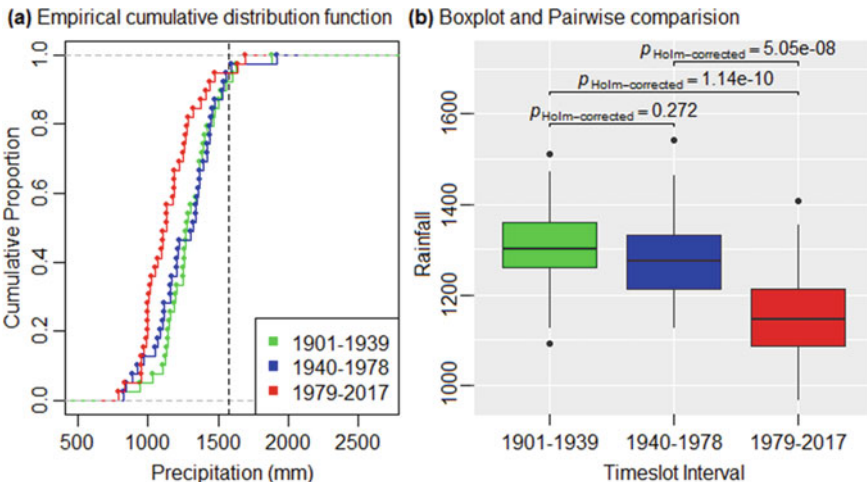 (a) Empirical cumulative distribution function
Cumulative Proportion
1.0
0.8
0.6
0.4
0.2
0.0
1901-1939
1940-1978
1979-2017
500 1000 1500 2000 2500
Precipitation (mm)
(b) Boxplot and Pairwise comparision
pHolm-corrected = 5.05e-08
pHolm-corrected = 1.14e-10
pHolm-corrected = 0.272
Rainfall
1600
1400
1200
1000
1901-1939 1940-1978 1979-2017
Timeslot Interval